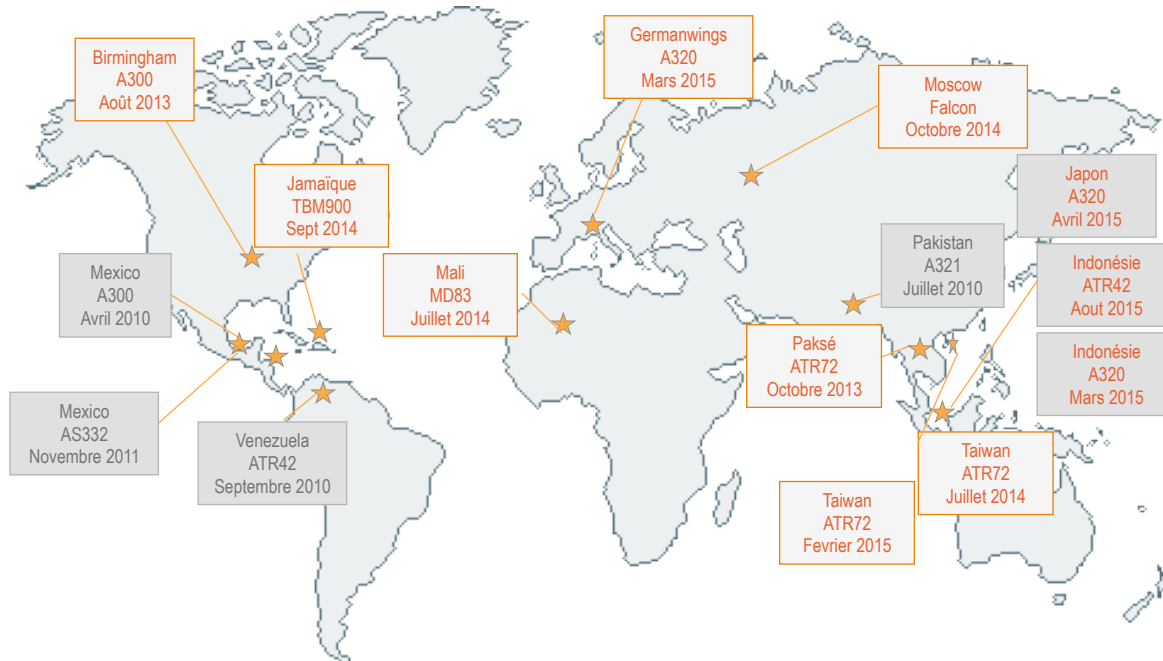 Birmingham
A300
Août 2013
Germanwings
A320
Mars 2015
Moscow
Falcon
Octobre 2014
Jamaïque
TBM900
Sept 2014
Japon
A320
Avril 2015
Mexico
A300
Avril 2010
Mali
MD83
Juillet 2014
Pakistan
A321
Juillet 2010
Indonésie
ATR42
Aout 2015
Paksé
ATR72
Octobre 2013
Indonésie
A320
Mars 2015
Mexico
AS332
Novembre 2011
Venezuela
ATR42
Septembre 2010
Taiwan
ATR72
Juillet 2014
Taiwan
ATR72
Fevrier 2015